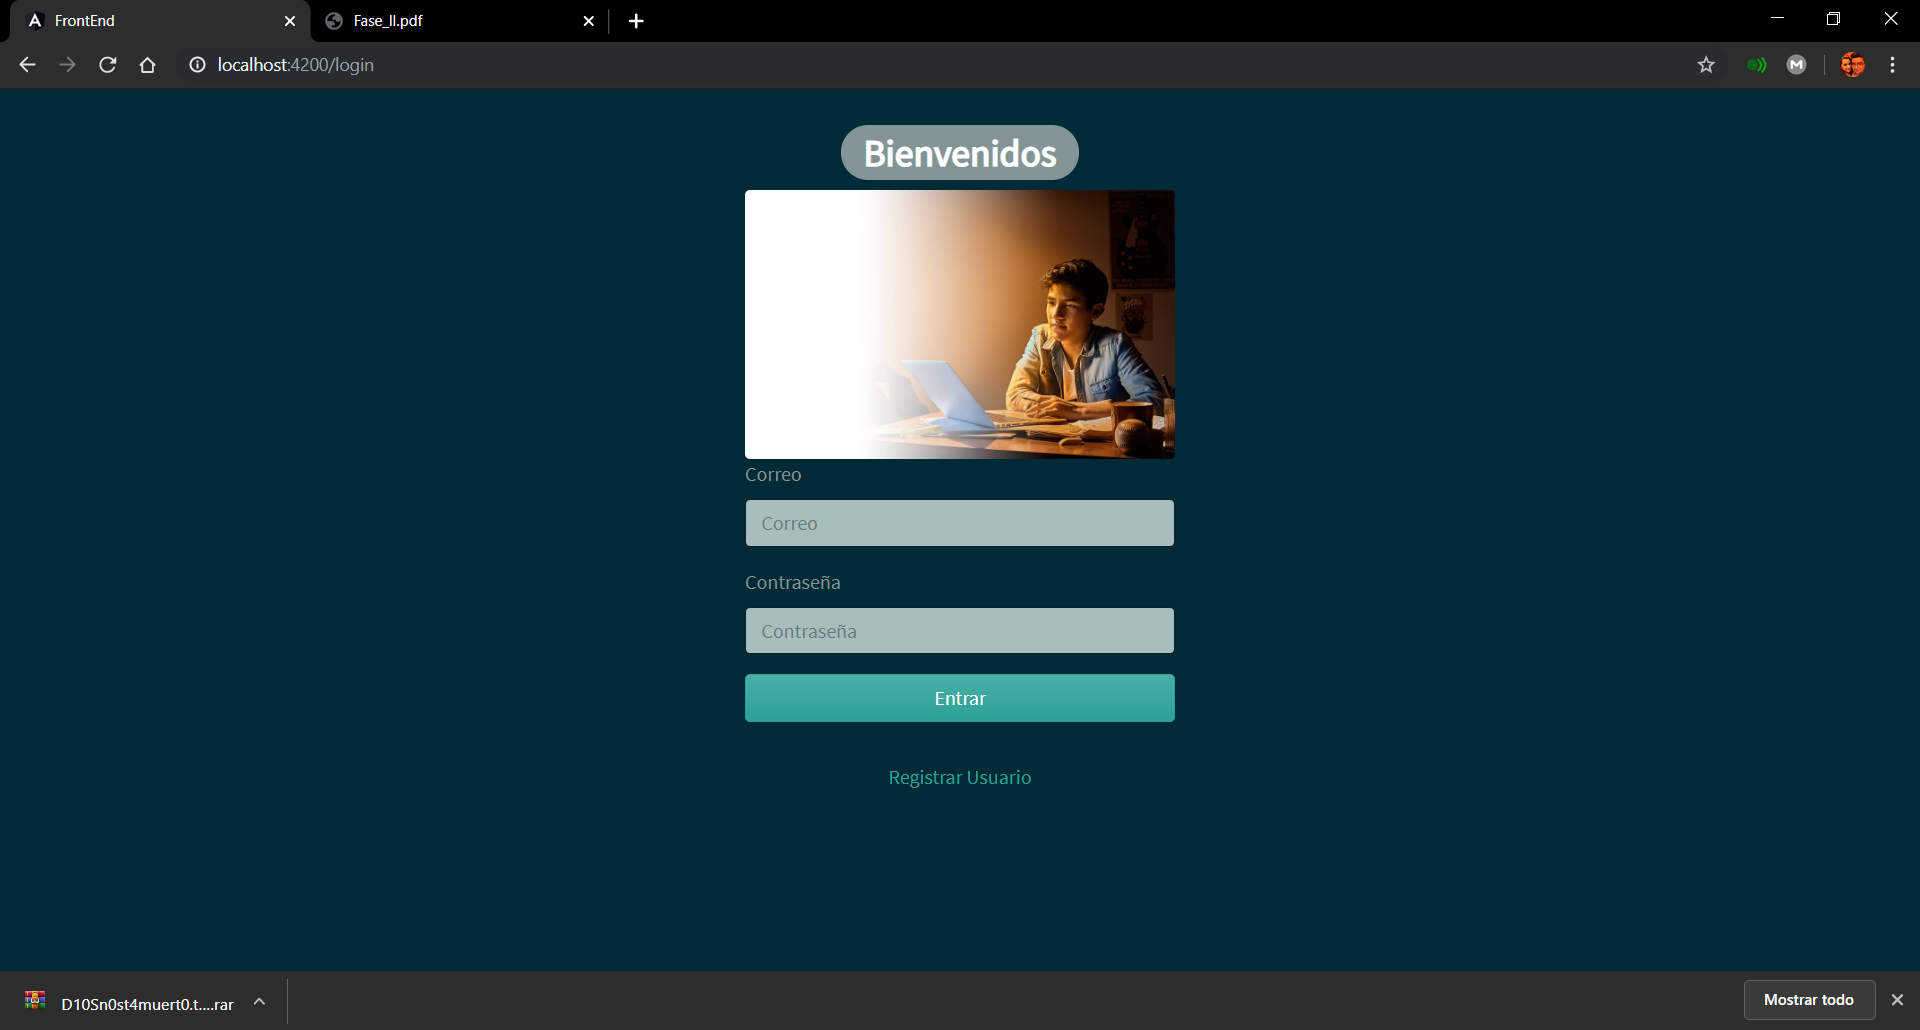 FrontEnd
Fase_II.pdf
localhost:4200/login
Bienvenidos
Correo
Correo
Contraseña
Contraseña
Entrar
Registrar Usuario
D10Sn0st4muert0.t....rar
Mostrar todo